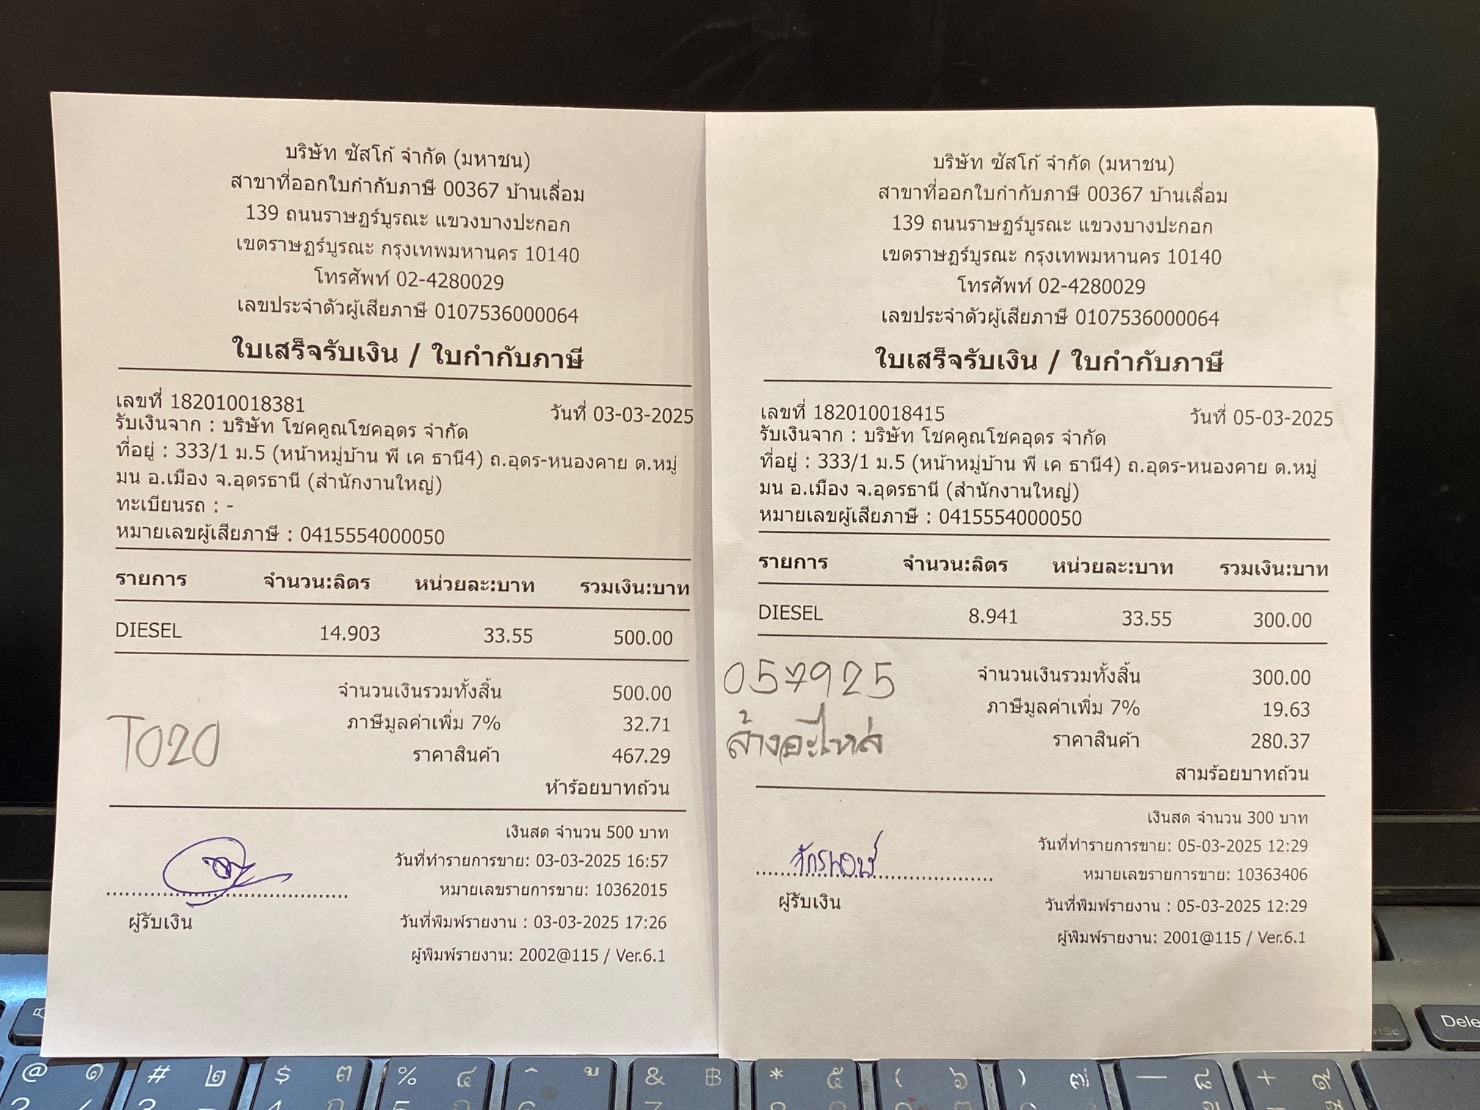 บริษัท ซัสโก้ จำกัด (มหาชน)
สาขาที่ออกใบกำกับภาษี 00367 บ้านเลื่อม
139 ถนนราษฏร์บูรณะ แขวงบางปะกอก
เขตราษฏร์บูรณะ กรุงเทพมหานคร 10140
โทรศัพท์ 02-4280029
เลขประจำตัวผู้เสียภาษี 0107536000064
ใบเสร็จรับเงิน / ใบกำกับภาษี
เลขที่ 182010018381 วันที่ 03-03-2025
รับเงินจาก : บริษัท โชคคูณโชคอุดร จำกัด
ที่อยู่ : 333/1 ม.5 (หน้าหมู่บ้าน พี เค ธานี4) ถ.อุดร-หนองคาย ต.หมู่
มน อ.เมือง จ.อุดรธานี (สำนักงานใหญ่)
ทะเบียนรถ : -
หมายเลขผู้เสียภาษี : 0415554000050
รายการ จำนวน:ลิตร หน่วยละ:บาท รวมเงิน:บาท
DIESEL 14.903 33.55 500.00
จำนวนเงินรวมทั้งสิ้น 500.00
ภาษีมูลค่าเพิ่ม 7% 32.71
T020
ราคาสินค้า 467.29
ห้าร้อยบาทถ้วน
เงินสด จำนวน 500 บาท
วันที่ทำรายการขาย: 03-03-2025 16:57
หมายเลขรายการขาย: 10362015
ผู้รับเงิน
วันที่พิมพ์รายงาน : 03-03-2025 17:26
ผู้พิมพ์รายงาน: 2002@115 / Ver.6.1
บริษัท ซัสโก้ จำกัด (มหาชน)
สาขาที่ออกใบกำกับภาษี 00367 บ้านเลื่อม
139 ถนนราษฏร์บูรณะ แขวงบางปะกอก
เขตราษฏร์บูรณะ กรุงเทพมหานคร 10140
โทรศัพท์ 02-4280029
เลขประจำตัวผู้เสียภาษี 0107536000064
ใบเสร็จรับเงิน / ใบกำกับภาษี
เลขที่ 182010018415 วันที่ 05-03-2025
รับเงินจาก : บริษัท โชคคูณโชคอุดร จำกัด
ที่อยู่ : 333/1 ม.5 (หน้าหมู่บ้าน พี เค ธานี4) ถ.อุดร-หนองคาย ต.หมู่
มน อ.เมือง จ.อุดรธานี (สำนักงานใหญ่)
หมายเลขผู้เสียภาษี : 0415554000050
รายการ จำนวน:ลิตร หน่วยละ:บาท รวมเงิน:บาท
DIESEL 8.941 33.55 300.00
057925
จำนวนเงินรวมทั้งสิ้น 300.00
ภาษีมูลค่าเพิ่ม 7% 19.63
ล้างอะไหล่
ราคาสินค้า 280.37
สามร้อยบาทถ้วน
เงินสด จำนวน 300 บาท
วันที่ทำรายการขาย: 05-03-2025 12:29
หมายเลขรายการขาย: 10363406
ผู้รับเงิน
วันที่พิมพ์รายงาน : 05-03-2025 12:29
ผู้พิมพ์รายงาน: 2001@115 / Ver.6.1
Dele
@ ๑ # ๒ $ ๓ % ๔ & ฿ * ๕ ( ๖ ) ๗ — ๘ + ๙